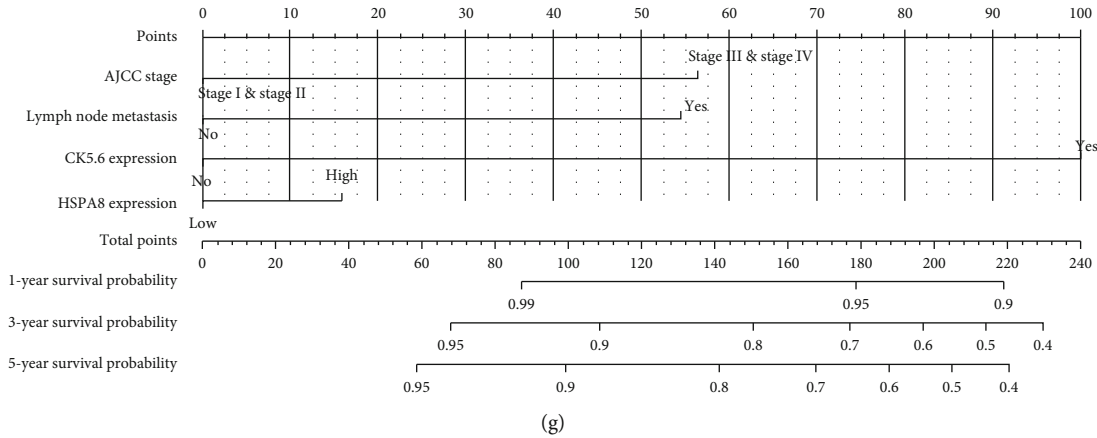 0 10 20 30 40 50 60 70 80 90 100
Points
Stage III & stage IV
AJCC stage
Stage I & stage II
Yes
Lymph node metastasis
No
Yes
CK5.6 expression
No
High
HSPA8 expression
Low
Total points
0 20 40 60 80 100 120 140 160 180 200 220 240
1-year survival probability
0.99 0.95 0.9
3-year survival probability
0.95 0.9 0.8 0.7 0.6 0.5 0.4
5-year survival probability
0.95 0.9 0.8 0.7 0.6 0.5 0.4
(g)